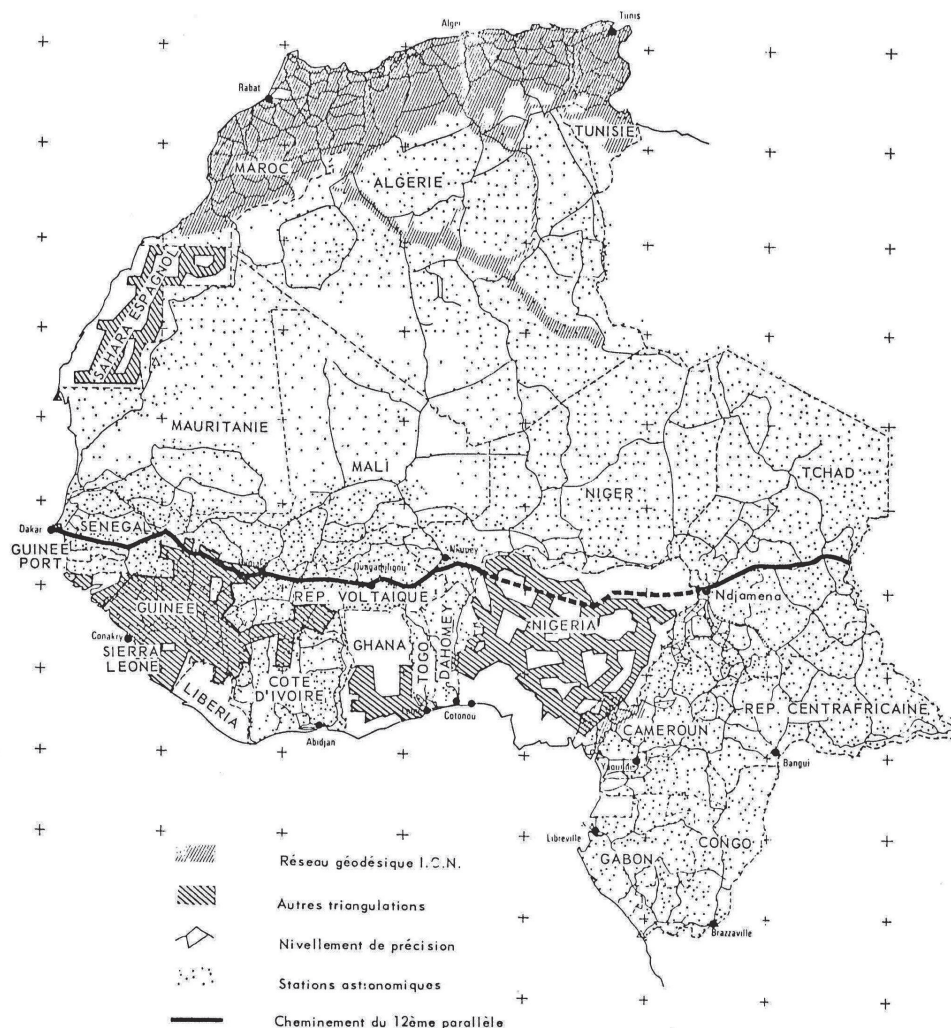 Alger
Tunis
Rabat
TUNISIE
MAROC
ALGERIE
SAHARA ESPAGNOL
MAURITANIE
MALI
TCHAD
NIGER
Dakar
SENEGAL
GUINEE
PORT
Niamey
REP. VOLTAIQUE
Ndjamena
GUINEE
NIGERIA
Conakry
SIERRA
LEONE
GHANA
TOGO
DAHOMEY
LIBERIA
COTE
D'IVOIRE
REP. CENTRAFRICAINE
Cotonou
CAMEROUN
Abidjan
Bangui
Yaoundé
Libreville
CONGO
GABON
Brazzaville
Réseau géodésique I.G.N.
Autres triangulations
Nivellement de précision
Stations astronomiques
Cheminement du 12ème parallèle